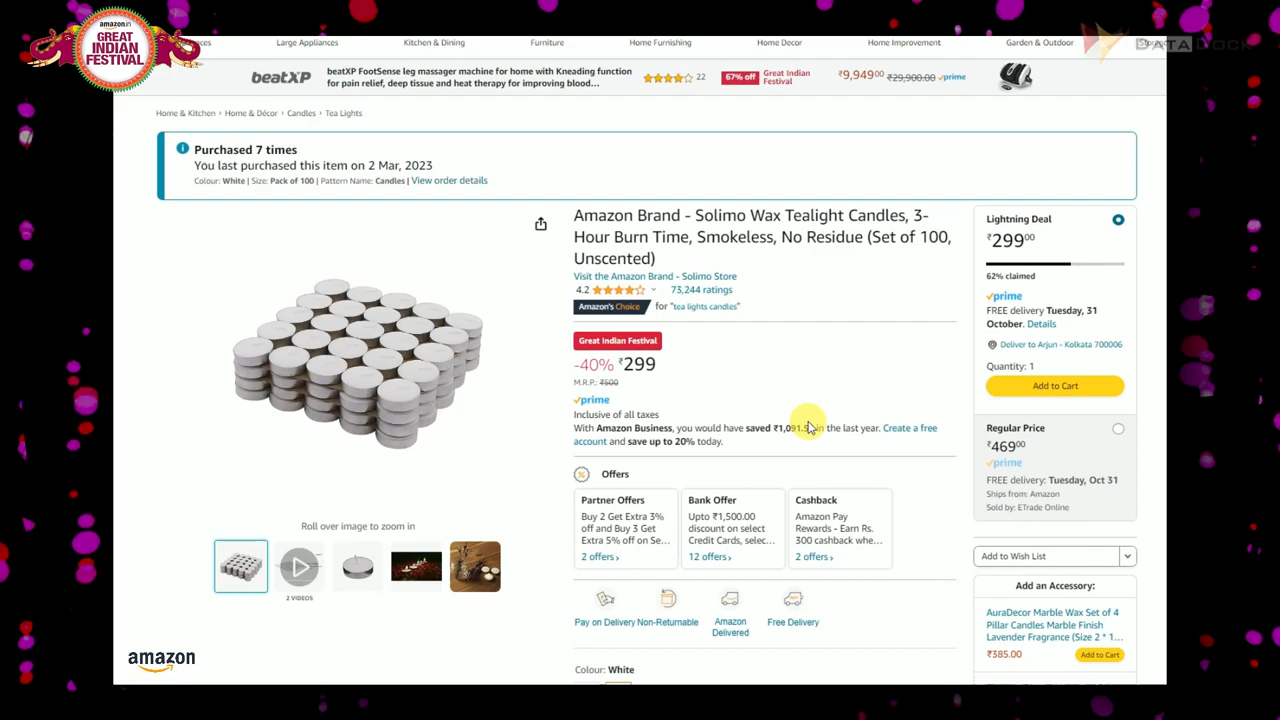 amazon.in
GREAT
INDIAN
FESTIVAL
DATADOCK
Large Appliances
Kitchen & Dining
Furniture
Home Furnishing
Home Decor
Home Improvement
Garden & Outdoor
beatXP
beatXP FootSense leg massager machine for home with Kneading function
for pain relief, deep tissue and heat therapy for improving blood...
22
67% off
Great Indian
Festival
₹9,949.00 ₹29,900.00 prime
Home & Kitchen › Home & Décor › Candles › Tea Lights
Purchased 7 times
You last purchased this item on 2 Mar, 2023
Colour: White | Size: Pack of 100 | Pattern Name: Candles | View order details
Amazon Brand - Solimo Wax Tealight Candles, 3-
Hour Burn Time, Smokeless, No Residue (Set of 100,
Unscented)
Visit the Amazon Brand - Solimo Store
4.2 73,244 ratings
Amazon's Choice for "tea lights candles"
Great Indian Festival
-40% ₹299
M.R.P.: ₹500
prime
Inclusive of all taxes
With Amazon Business, you would have saved ₹1,091.5 in the last year. Create a free
account and save up to 20% today.
Offers
Partner Offers
Buy 2 Get Extra 3%
off and Buy 3 Get
Extra 5% off on Se...
2 offers ›
Bank Offer
Upto ₹1,500.00
discount on select
Credit Cards, selec...
12 offers ›
Cashback
Amazon Pay
Rewards - Earn Rs.
300 cashback whe...
2 offers ›
Pay on Delivery
Non-Returnable
Amazon
Delivered
Free Delivery
Colour: White
Roll over image to zoom in
2 VIDEOS
Lightning Deal
₹299.00
62% claimed
prime
FREE delivery Tuesday, 31
October. Details
Deliver to Arjun - Kolkata 700006
Quantity: 1
Add to Cart
Regular Price
₹469.00
prime
FREE delivery: Tuesday, Oct 31
Ships from: Amazon
Sold by: ETrade Online
Add to Wish List
Add an Accessory:
AuraDecor Marble Wax Set of 4
Pillar Candles Marble Finish
Lavender Fragrance (Size 2 * 1...
₹385.00
Add to Cart
amazon